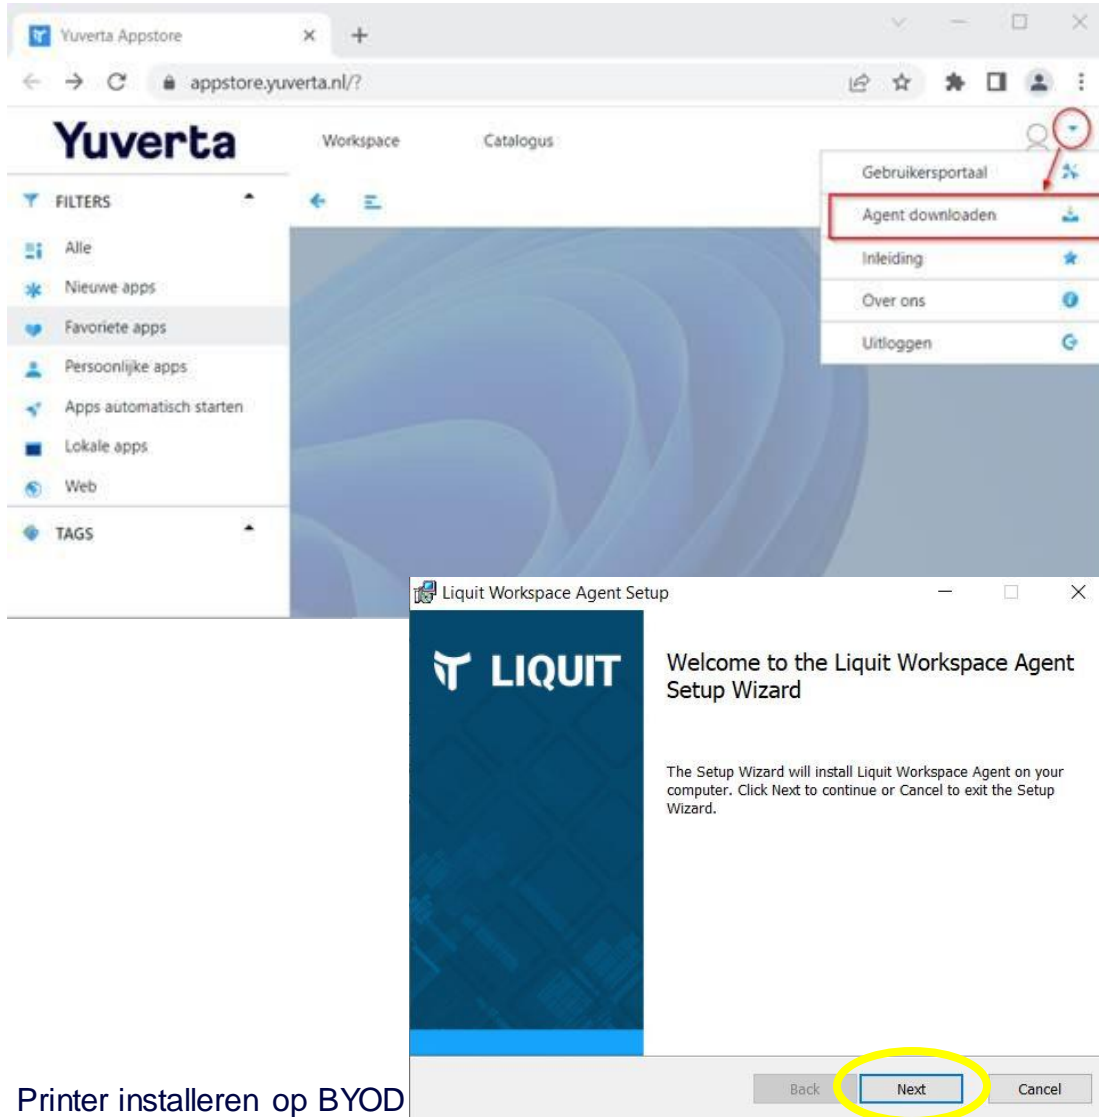 Yuverta Appstore
appstore.yuverta.nl/?
Yuverta
Workspace
Catalogus
Gebruikersportaal
Agent downloaden
Inleiding
Over ons
Uitloggen
FILTERS
Alle
Nieuwe apps
Favoriete apps
Persoonlijke apps
Apps automatisch starten
Lokale apps
Web
TAGS
Liquit Workspace Agent Setup
LIQUIT
Welcome to the Liquit Workspace Agent
Setup Wizard
The Setup Wizard will install Liquit Workspace Agent on your
computer. Click Next to continue or Cancel to exit the Setup
Wizard.
Back
Next
Cancel
Printer installeren op BYOD